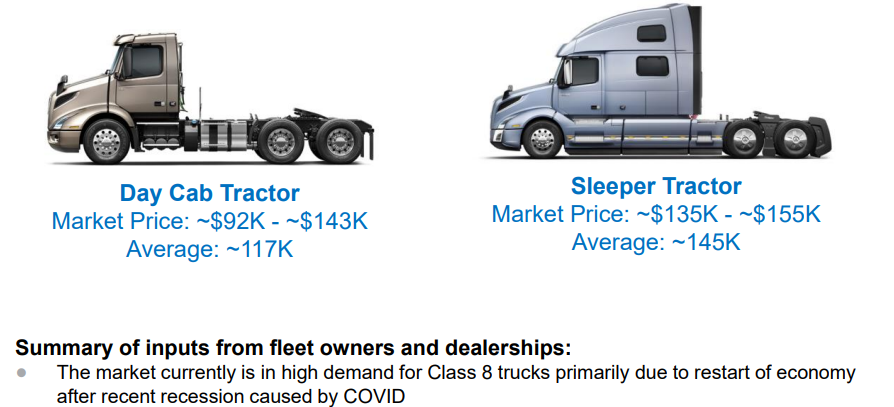 Day Cab Tractor
Market Price: ~$92K - ~$143K
Average: ~117K
Sleeper Tractor
Market Price: ~$135K - ~$155K
Average: ~145K
Summary of inputs from fleet owners and dealerships:
● The market currently is in high demand for Class 8 trucks primarily due to restart of economy
after recent recession caused by COVID